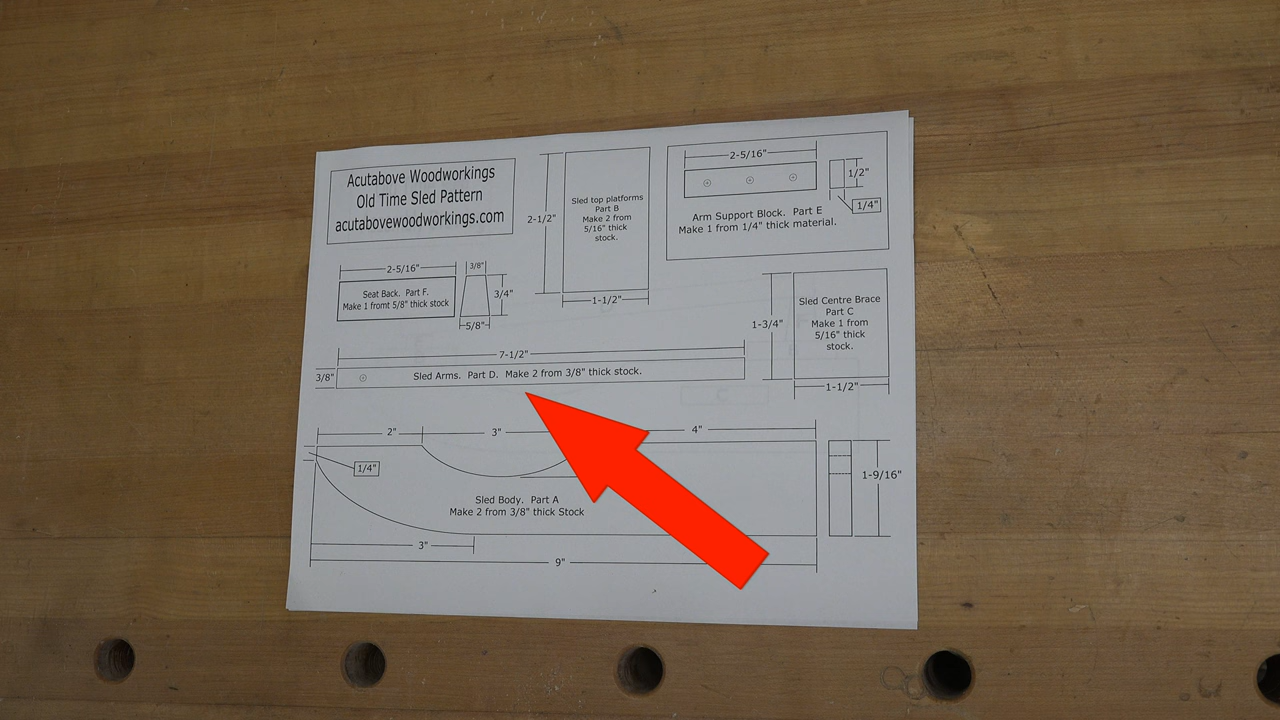 Acutabove Woodworkings
Old Time Sled Pattern
acutabovewoodworkings.com
2-1/2"
Sled top platforms
Part B
Make 2 from
5/16" thick
stock.
1-1/2"
2-5/16"
1/2"
1/4"
Arm Support Block. Part E
Make 1 from 1/4" thick material.
2-5/16"
Seat Back. Part F.
Make 1 fromt 5/8" thick stock
3/8"
3/4"
5/8"
1-3/4"
Sled Centre Brace
Part C
Make 1 from
5/16" thick
stock.
1-1/2"
7-1/2"
3/8"
Sled Arms. Part D. Make 2 from 3/8" thick stock.
2"
3"
4"
1/4"
1-9/16"
Sled Body. Part A
Make 2 from 3/8" thick Stock
3"
9"